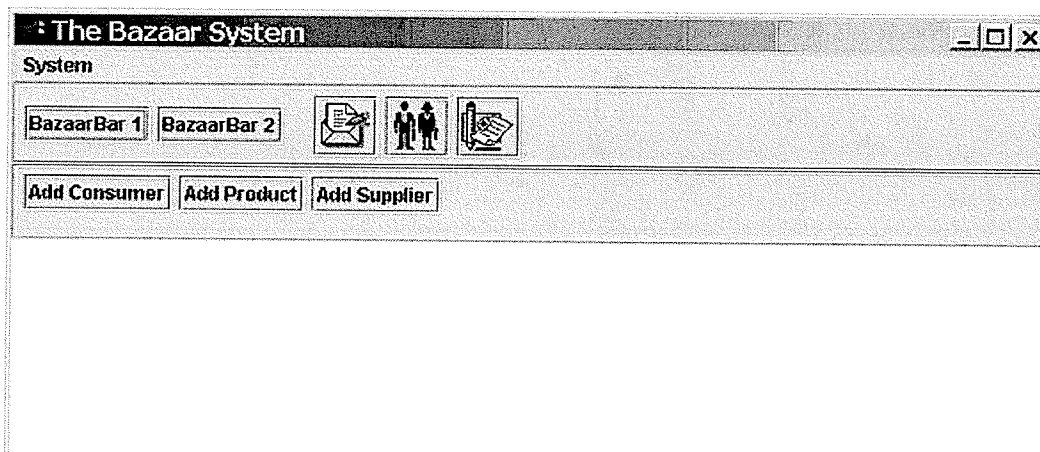 : The Bazaar System
System
BazaarBar 1 BazaarBar 2
Add Consumer Add Product Add Supplier